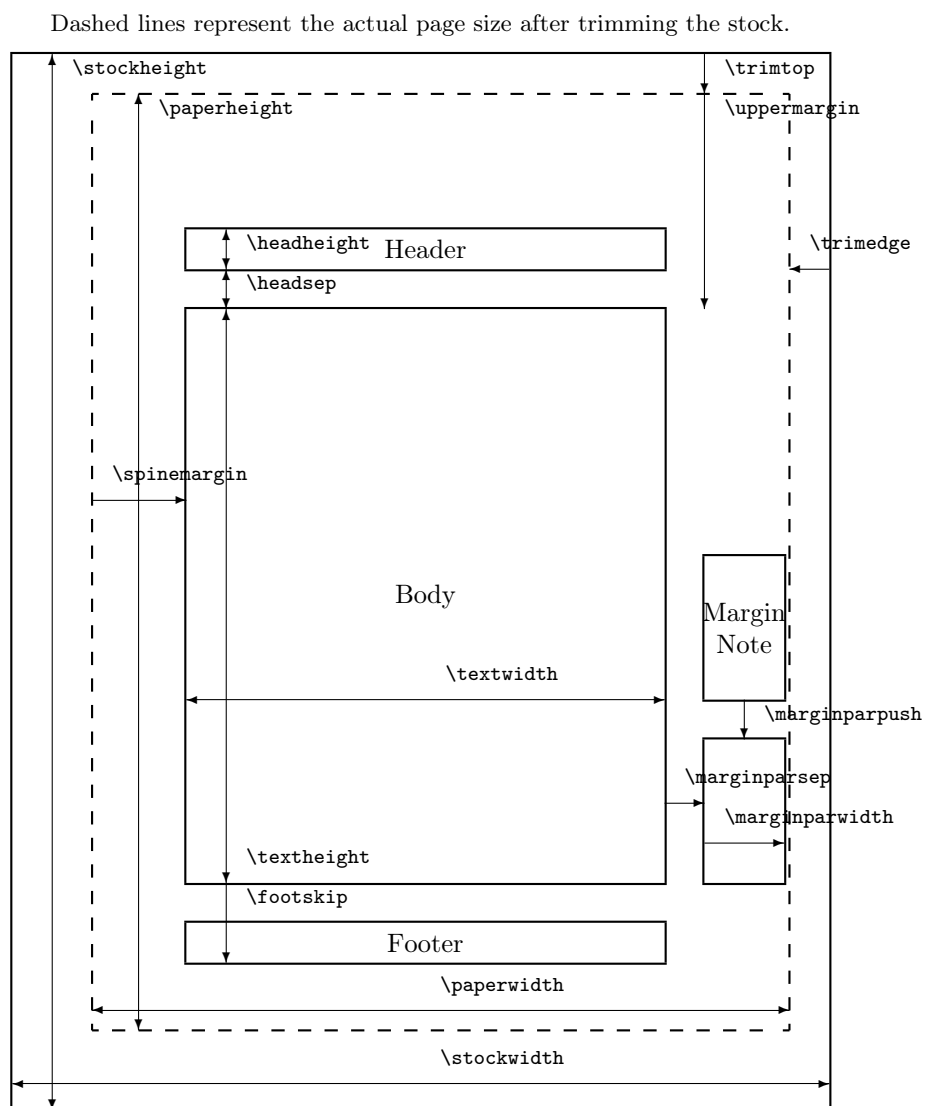 Dashed lines represent the actual page size after trimming the stock.
\stockheight
\trimtop
\paperheight
\uppermargin
\headheight
Header
\trimedge
\headsep
\spinemargin
Body
Margin
Note
\textwidth
\marginparpush
\marginparsep
\marginparwidth
\textheight
\footskip
Footer
\paperwidth
\stockwidth